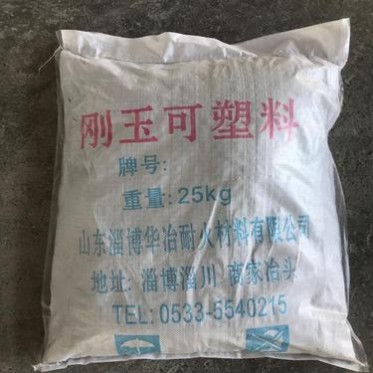 刚玉可塑料
牌号:
重量:25kg
山东淄博华冶耐火材料有限公司
地址: 淄博淄川 商家冶头
TEL:0533-5540215